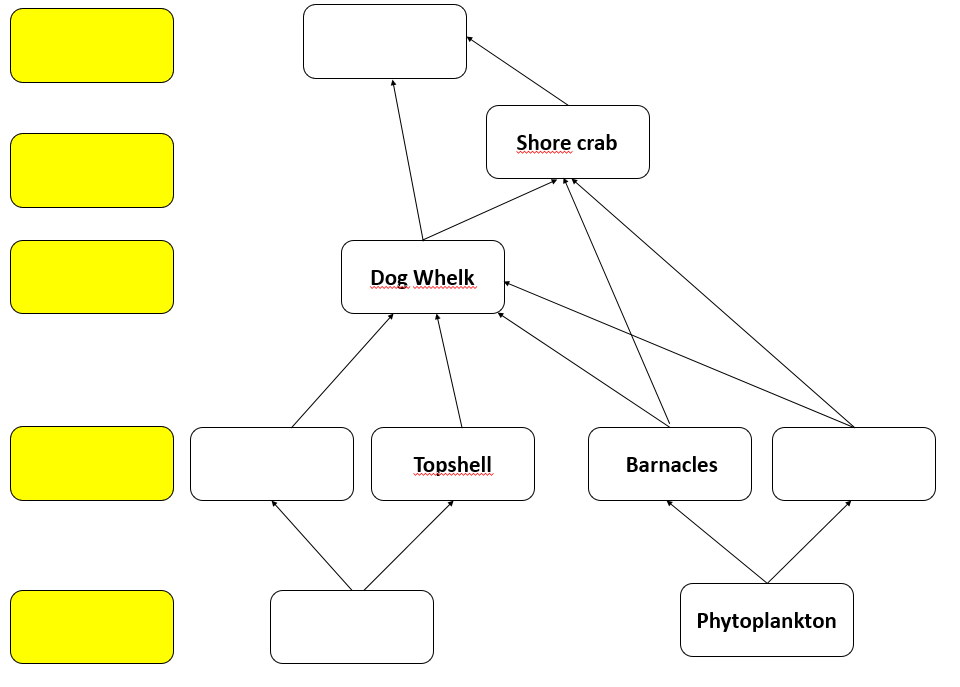 Shore crab
Dog Whelk
Topshell
Barnacles
Phytoplankton